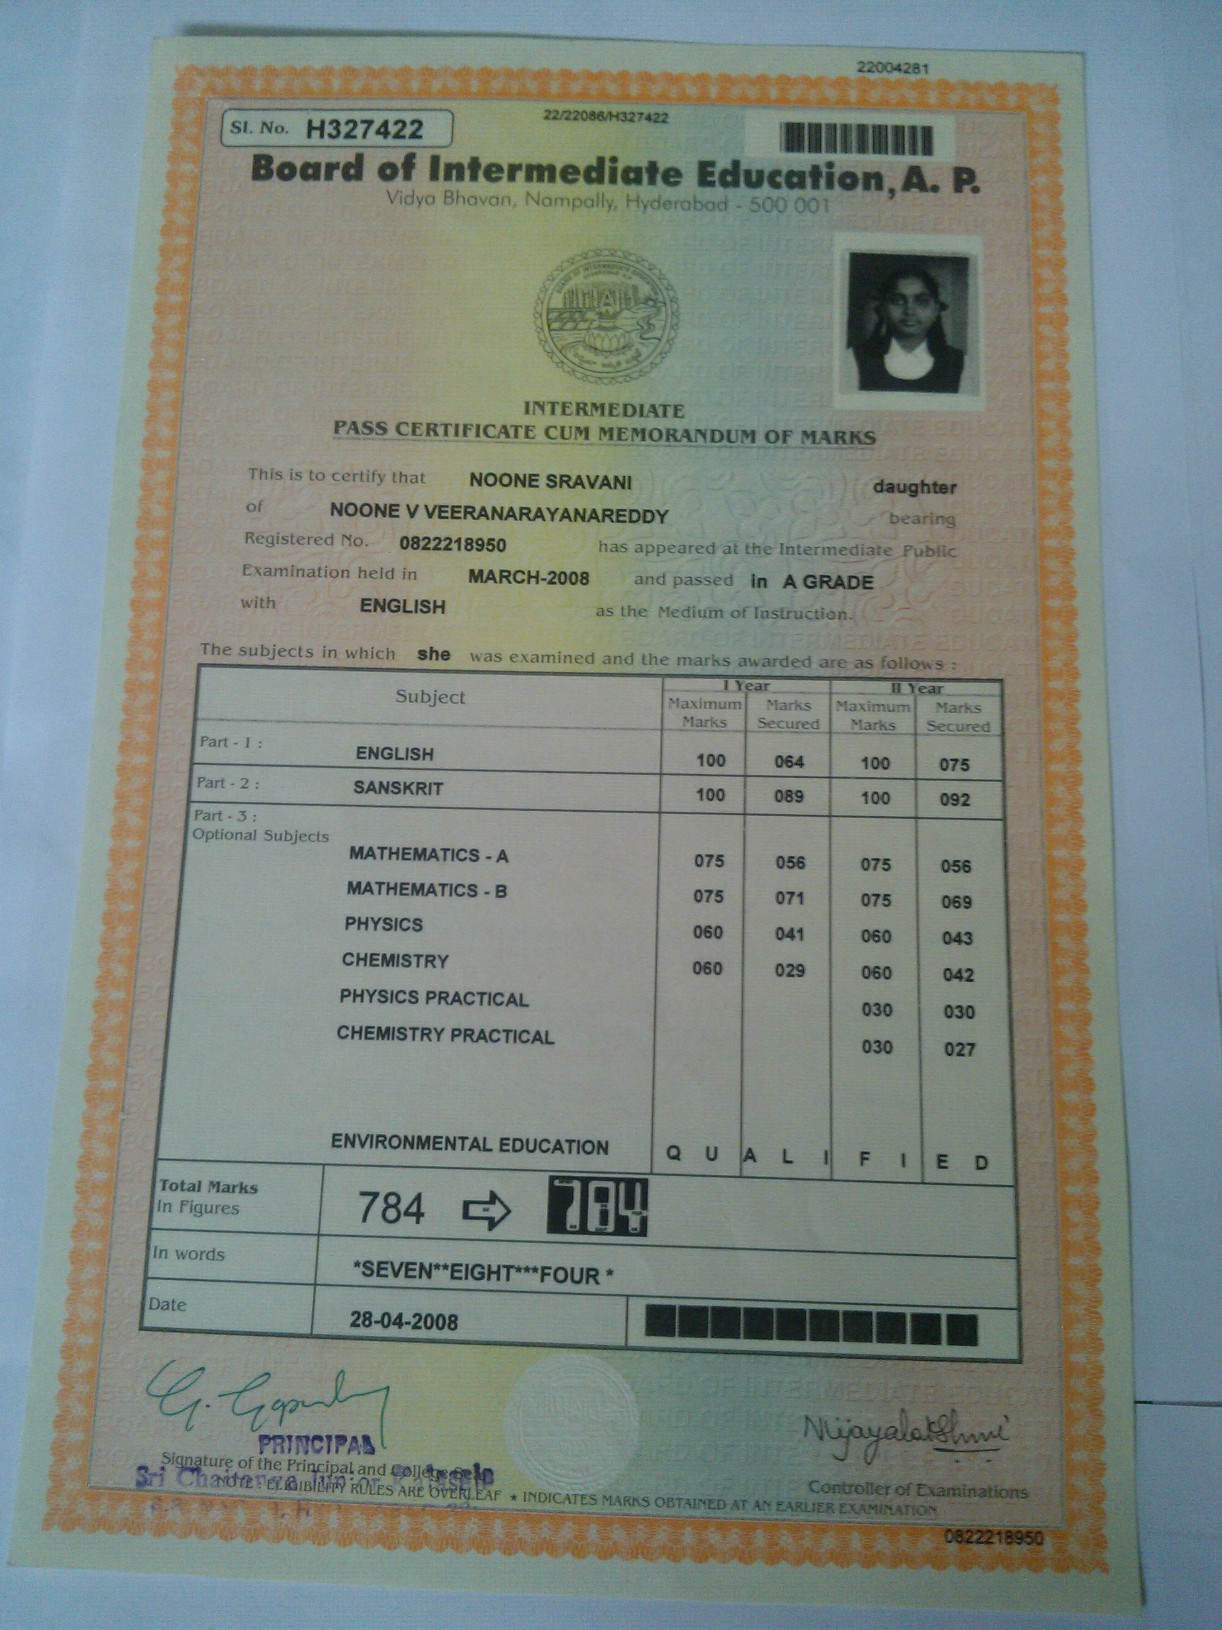 22004281
Sl. No. H327422
22/22086/H327422
Board of Intermediate Education, A. P.
Vidya Bhavan, Nampally, Hyderabad - 500 001
INTERMEDIATE
PASS CERTIFICATE CUM MEMORANDUM OF MARKS
This is to certify that NOONE SRAVANI daughter
of NOONE V VEERANARAYANAREDDY bearing
Registered No. 0822218950 has appeared at the Intermediate Public
Examination held in MARCH-2008 and passed in A GRADE
with ENGLISH as the Medium of Instruction.
The subjects in which she was examined and the marks awarded are as follows :
Subject I Year II Year
Maximum Marks Marks Secured Maximum Marks Marks Secured
Part - 1 : ENGLISH 100 064 100 075
Part - 2 : SANSKRIT 100 089 100 092
Part - 3 :
Optional Subjects
MATHEMATICS - A 075 056 075 056
MATHEMATICS - B 075 071 075 069
PHYSICS 060 041 060 043
CHEMISTRY 060 029 060 042
PHYSICS PRACTICAL 030 030
CHEMISTRY PRACTICAL 030 027
ENVIRONMENTAL EDUCATION Q U A L I F I E D
Total Marks
In Figures 784 784
In words *SEVEN**EIGHT***FOUR *
Date 28-04-2008
PRINCIPAL
Signature of the Principal and College Seal
Sri Chaitanya Junior
NOTE : ELIGIBILITY RULES ARE OVERLEAF * INDICATES MARKS OBTAINED AT AN EARLIER EXAMINATION
Vijayalakshmi
Controller of Examinations
0822218950